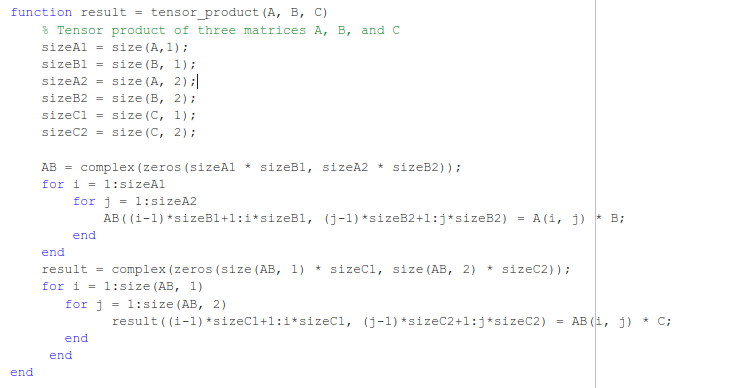 function result = tensor_product(A, B, C)
    % Tensor product of three matrices A, B, and C
    sizeA1 = size(A,1);
    sizeB1 = size(B, 1);
    sizeA2 = size(A, 2);
    sizeB2 = size(B, 2);
    sizeC1 = size(C, 1);
    sizeC2 = size(C, 2);

    AB = complex(zeros(sizeA1 * sizeB1, sizeA2 * sizeB2));
    for i = 1:sizeA1
        for j = 1:sizeA2
            AB((i-1)*sizeB1+1:i*sizeB1, (j-1)*sizeB2+1:j*sizeB2) = A(i, j) * B;
        end
    end
    result = complex(zeros(size(AB, 1) * sizeC1, size(AB, 2) * sizeC2));
    for i = 1:size(AB, 1)
       for j = 1:size(AB, 2)
             result((i-1)*sizeC1+1:i*sizeC1, (j-1)*sizeC2+1:j*sizeC2) = AB(i, j) * C;
       end
     end
end